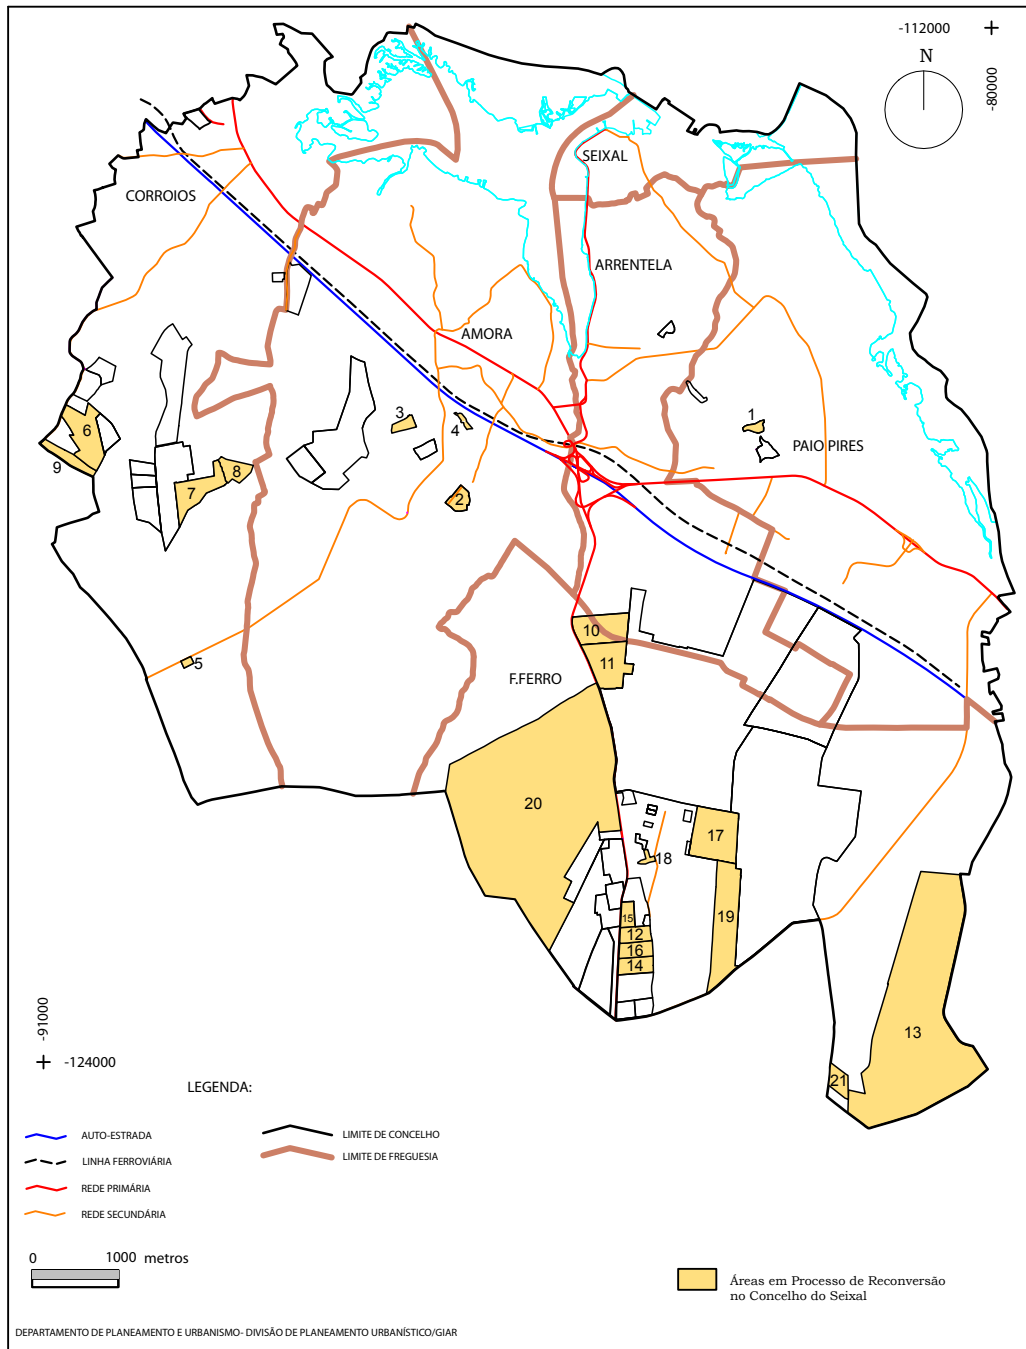 -112000
N
-80000
SEIXAL
CORROIOS
ARRENTELA
AMORA
3
4
1
PAIO PIRES
6
9
8
7
2
10
11
5
F.FERRO
20
17
18
15
12
16
14
19
13
21
-91000
-124000
LEGENDA:
AUTO-ESTRADA
LINHA FERROVIÁRIA
REDE PRIMÁRIA
REDE SECUNDÁRIA
LIMITE DE CONCELHO
LIMITE DE FREGUESIA
0 1000 metros
Áreas em Processo de Reconversão
no Concelho do Seixal
DEPARTAMENTO DE PLANEAMENTO E URBANISMO- DIVISÃO DE PLANEAMENTO URBANÍSTICO/GIAR